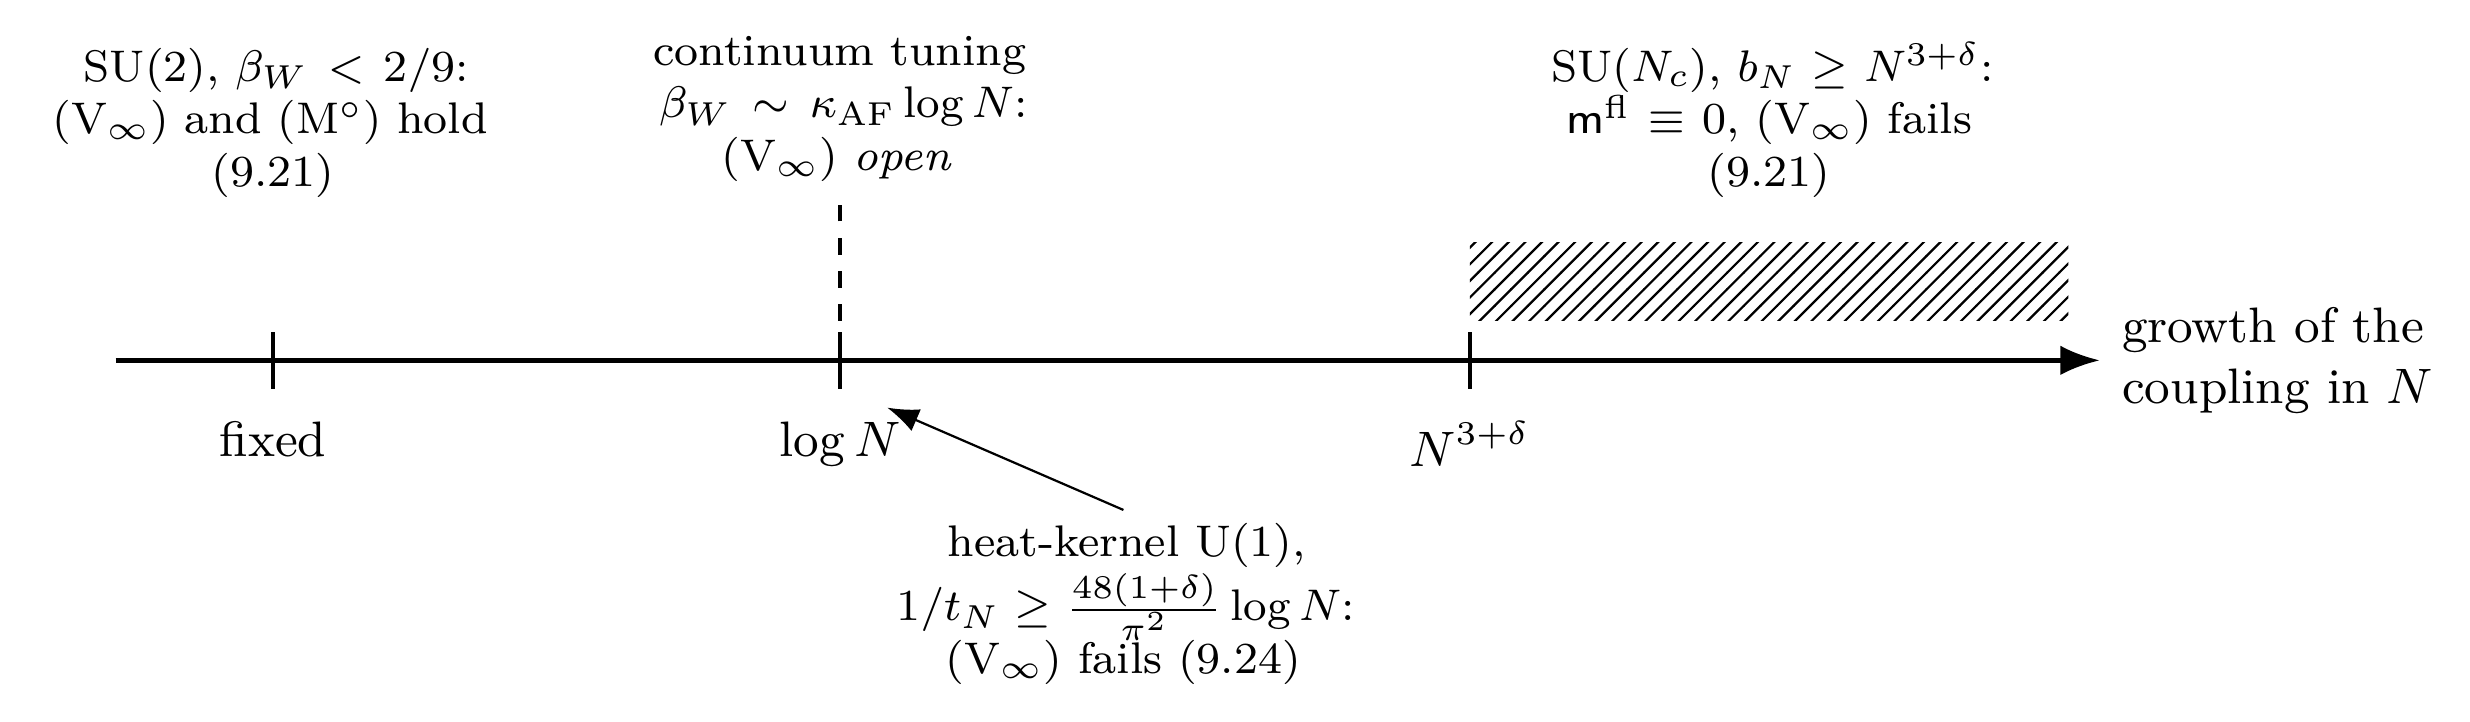 SU(2), β_W < 2/9:
(V_∞) and (M°) hold
(9.21)
continuum tuning
β_W ∼ κ_AF log N:
(V_∞) open
SU(N_c), b_N ≥ N^{3+δ}:
m^fl ≡ 0, (V_∞) fails
(9.21)
growth of the
coupling in N
fixed
log N
N^{3+δ}
heat-kernel U(1),
1/t_N ≥ \frac{48(1+δ)}{π^2} log N:
(V_∞) fails (9.24)